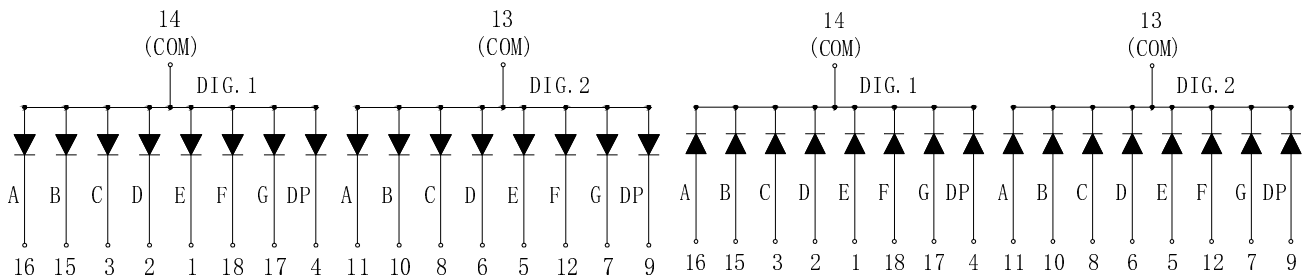 14 13 14 13
(COM) (COM) (COM) (COM)
DIG.1 DIG.2 DIG.1 DIG.2
A B C D E F G DP A B C D E F G DP A B C D E F G DP A B C D E F G DP
16 15 3 2 1 18 17 4 11 10 8 6 5 12 7 9 16 15 3 2 1 18 17 4 11 10 8 6 5 12 7 9